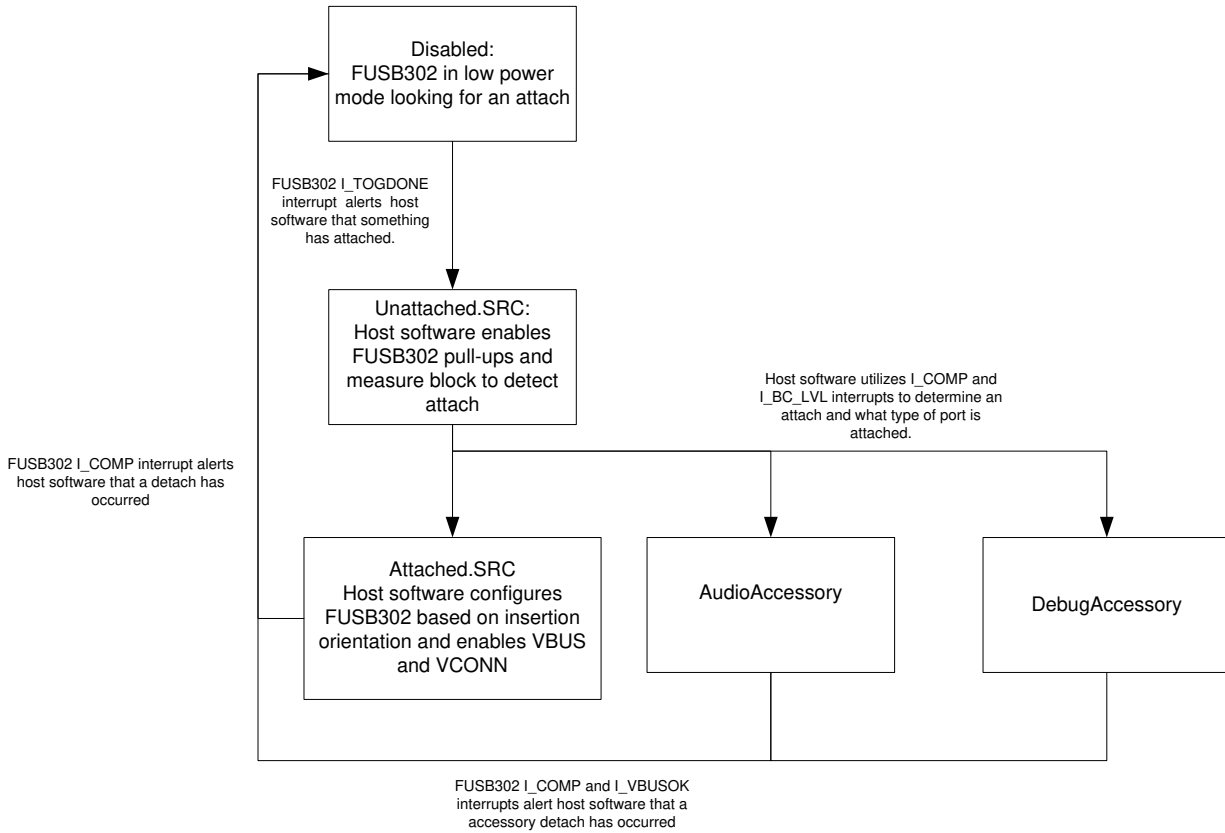 Disabled:
FUSB302 in low power
mode looking for an attach
FUSB302 I_TOGDONE
interrupt alerts host
software that something
has attached.
Unattached.SRC:
Host software enables
FUSB302 pull-ups and
measure block to detect
attach
Host software utilizes I_COMP and
I_BC_LVL interrupts to determine an
attach and what type of port is
attached.
FUSB302 I_COMP interrupt alerts
host software that a detach has
occurred
Attached.SRC
Host software configures
FUSB302 based on insertion
orientation and enables VBUS
and VCONN
AudioAccessory
DebugAccessory
FUSB302 I_COMP and I_VBUSOK
interrupts alert host software that a
accessory detach has occurred